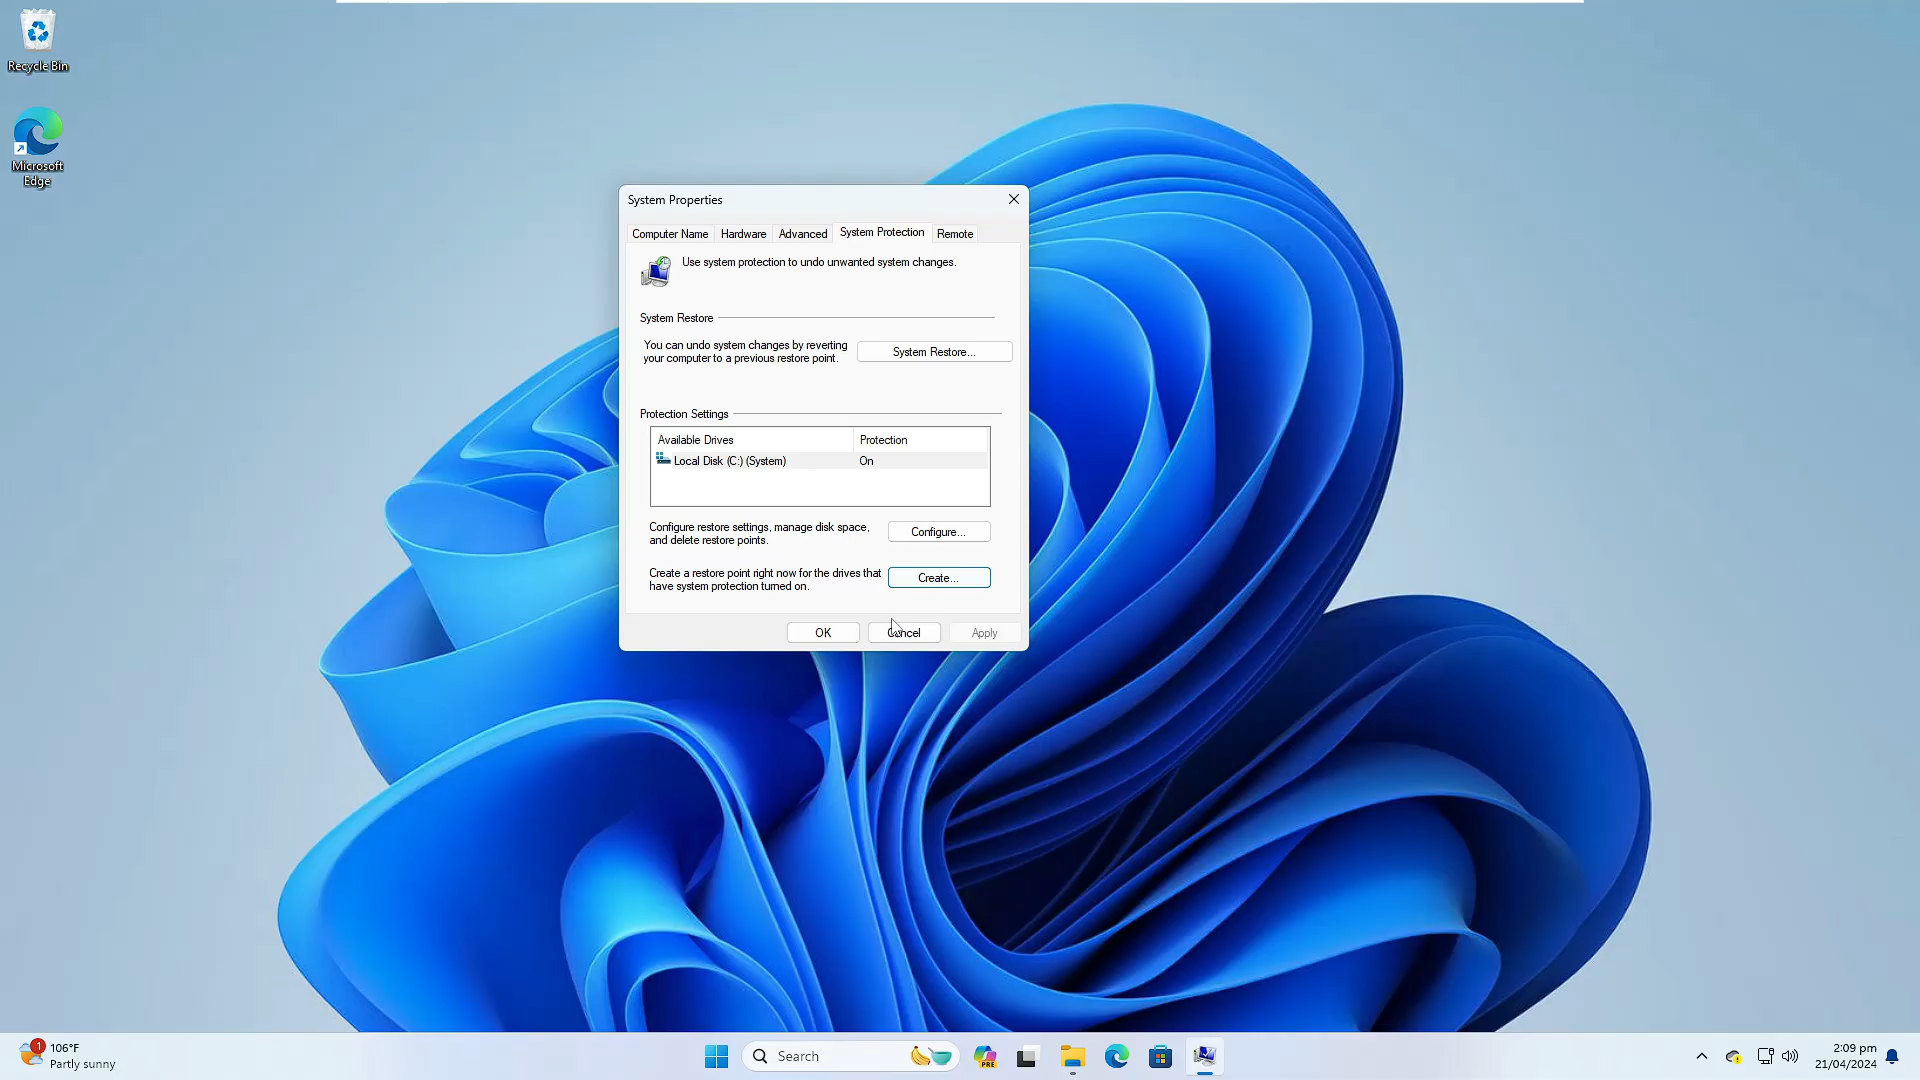 Recycle Bin
Microsoft
Edge
System Properties
Computer Name
Hardware
Advanced
System Protection
Remote
Use system protection to undo unwanted system changes.
System Restore
You can undo system changes by reverting
your computer to a previous restore point.
System Restore...
Protection Settings
Available Drives
Protection
Local Disk (C:) (System)
On
Configure restore settings, manage disk space,
and delete restore points.
Configure...
Create a restore point right now for the drives that
have system protection turned on.
Create...
OK
Cancel
Apply
1
106°F
Partly sunny
Search
PRE
2:09 pm
21/04/2024